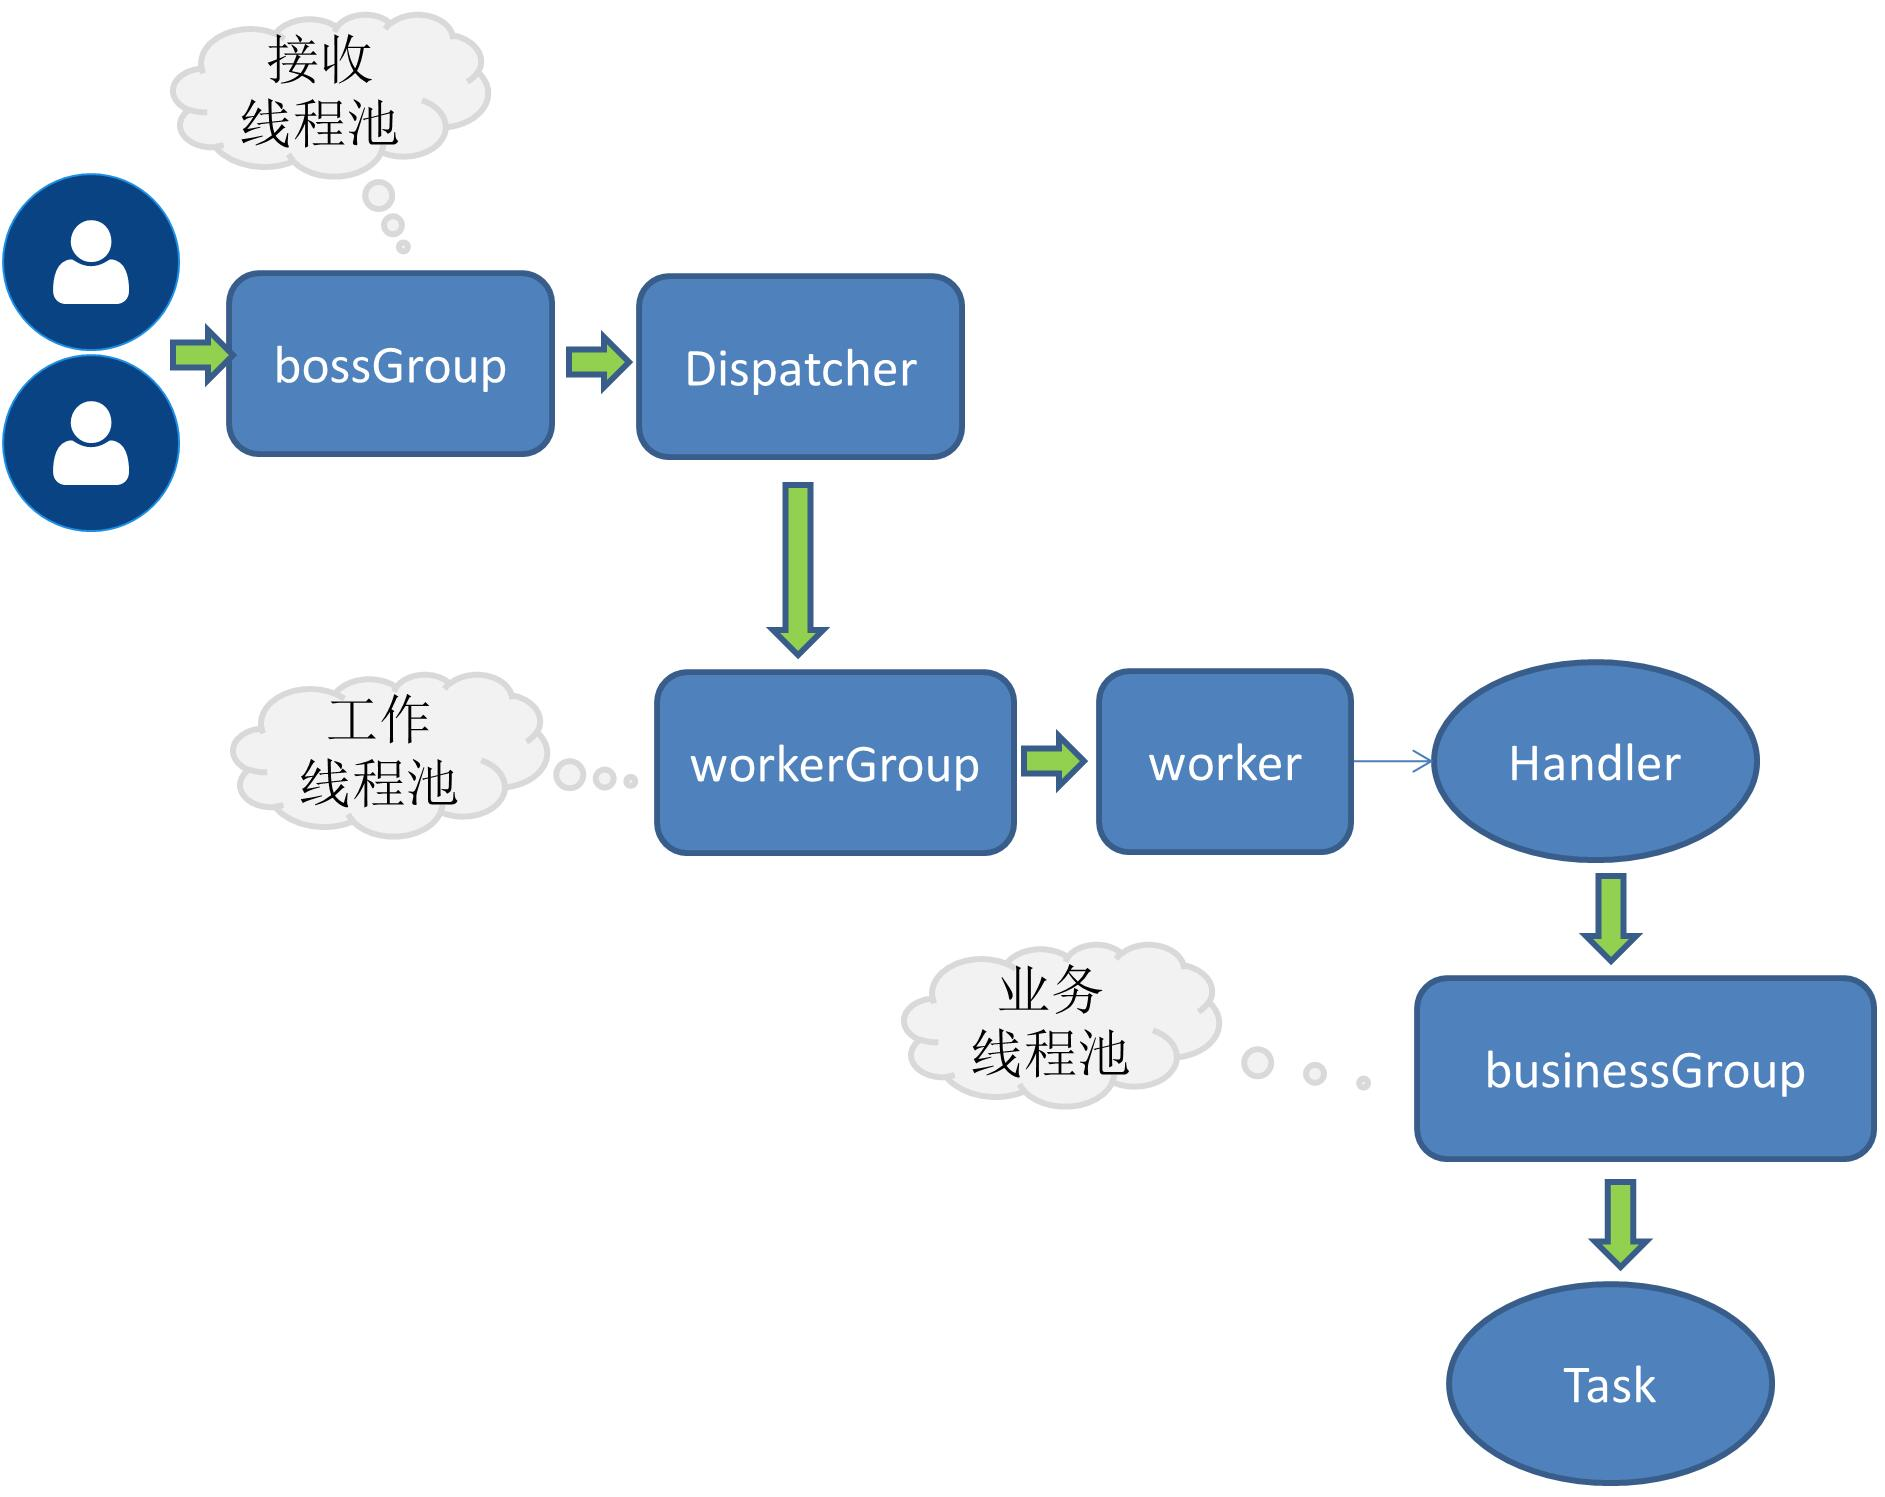 接收
线程池
bossGroup
Dispatcher
工作
线程池
workerGroup
worker
Handler
业务
线程池
businessGroup
Task